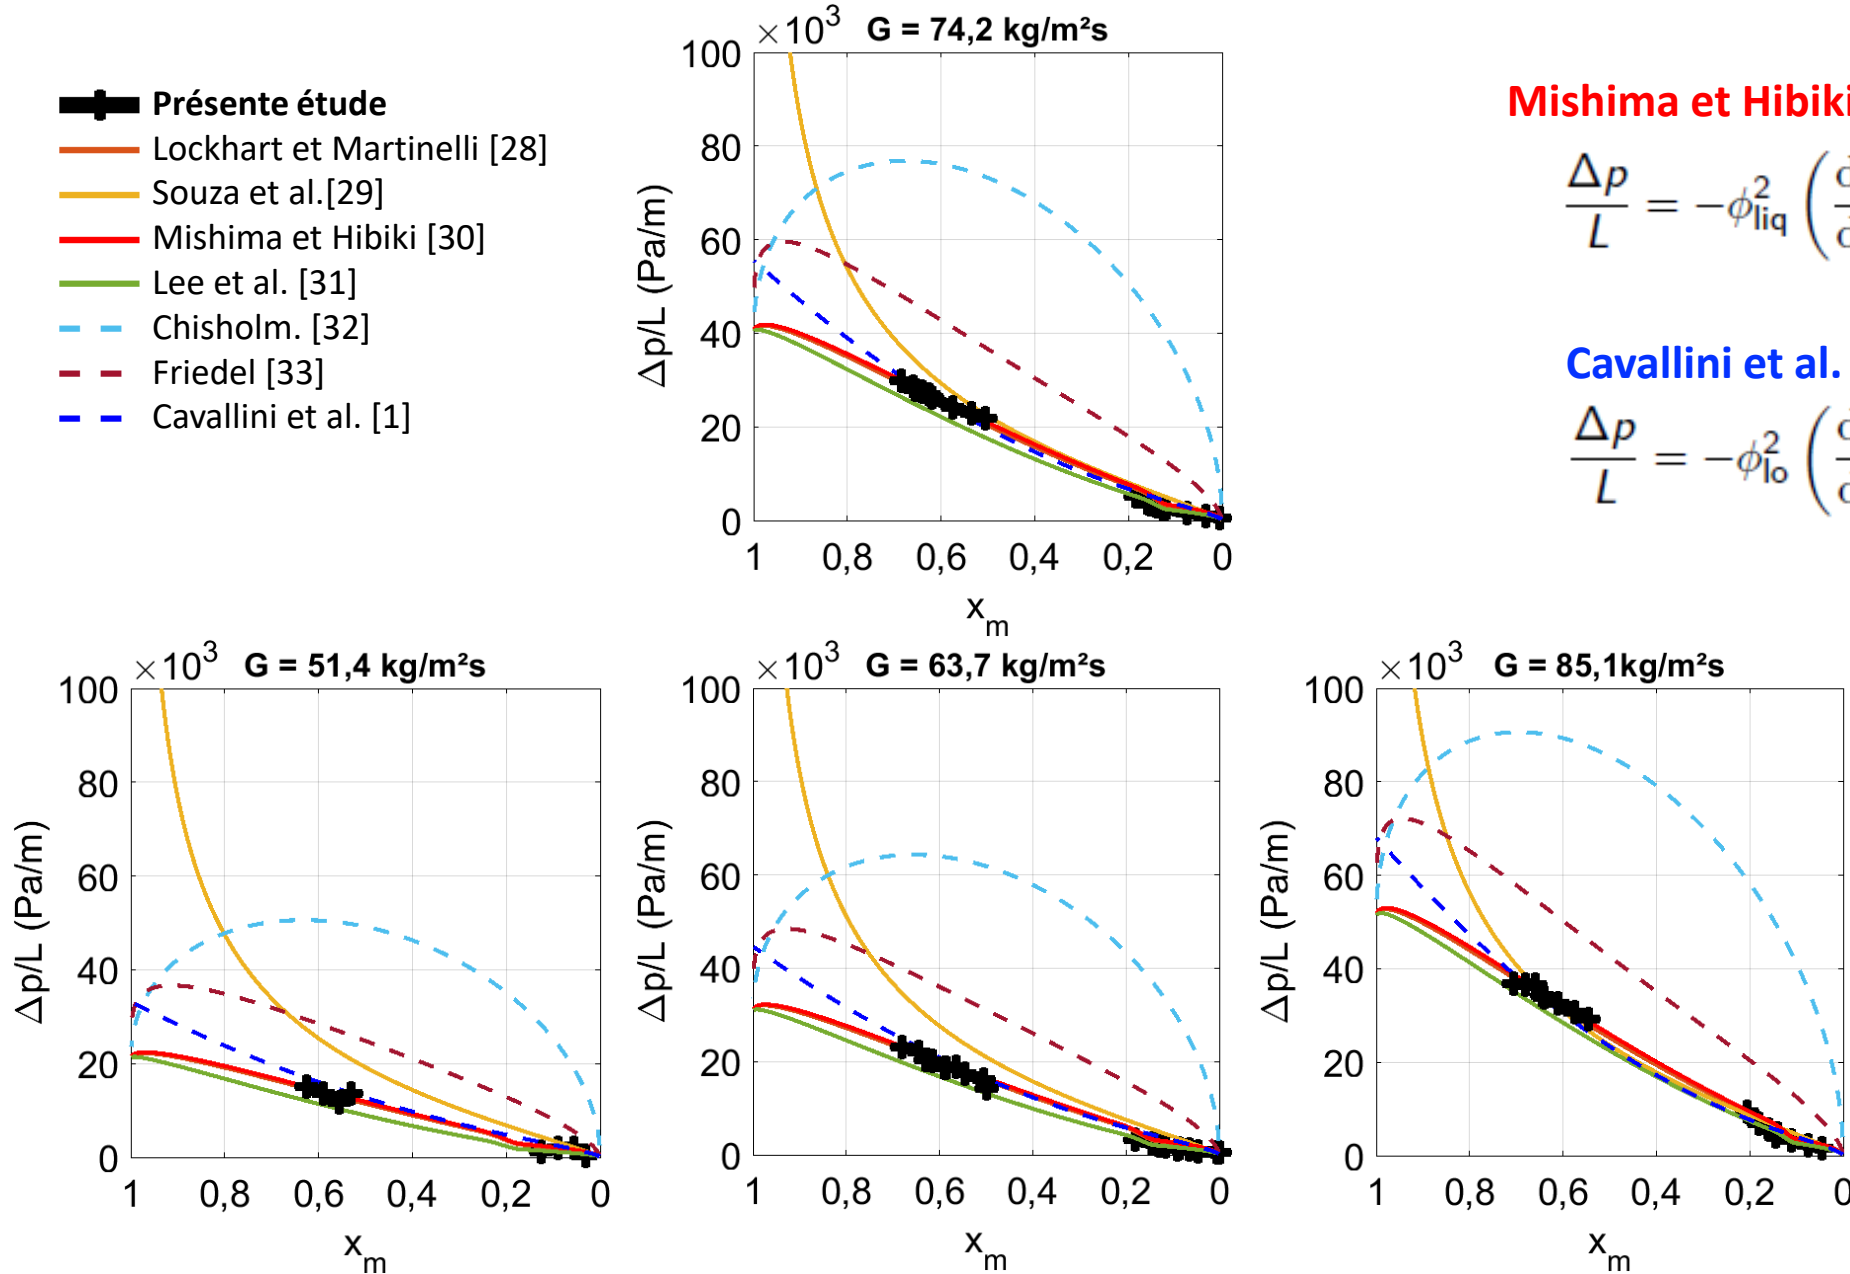 Présente étude
Lockhart et Martinelli [28]
Souza et al.[29]
Mishima et Hibiki [30]
Lee et al. [31]
Chisholm. [32]
Friedel [33]
Cavallini et al. [1]
×10³ G = 74,2 kg/m²s
100
80
60
40
20
0
Δp/L (Pa/m)
1 0,8 0,6 0,4 0,2 0
x_m
Mishima et Hibiki
Δp/L = −ϕ²_liq (d
Cavallini et al.
Δp/L = −ϕ²_lo (d
×10³ G = 51,4 kg/m²s
100
80
60
40
20
0
Δp/L (Pa/m)
1 0,8 0,6 0,4 0,2 0
x_m
×10³ G = 63,7 kg/m²s
100
80
60
40
20
0
Δp/L (Pa/m)
1 0,8 0,6 0,4 0,2 0
x_m
×10³ G = 85,1kg/m²s
100
80
60
40
20
0
Δp/L (Pa/m)
1 0,8 0,6 0,4 0,2 0
x_m